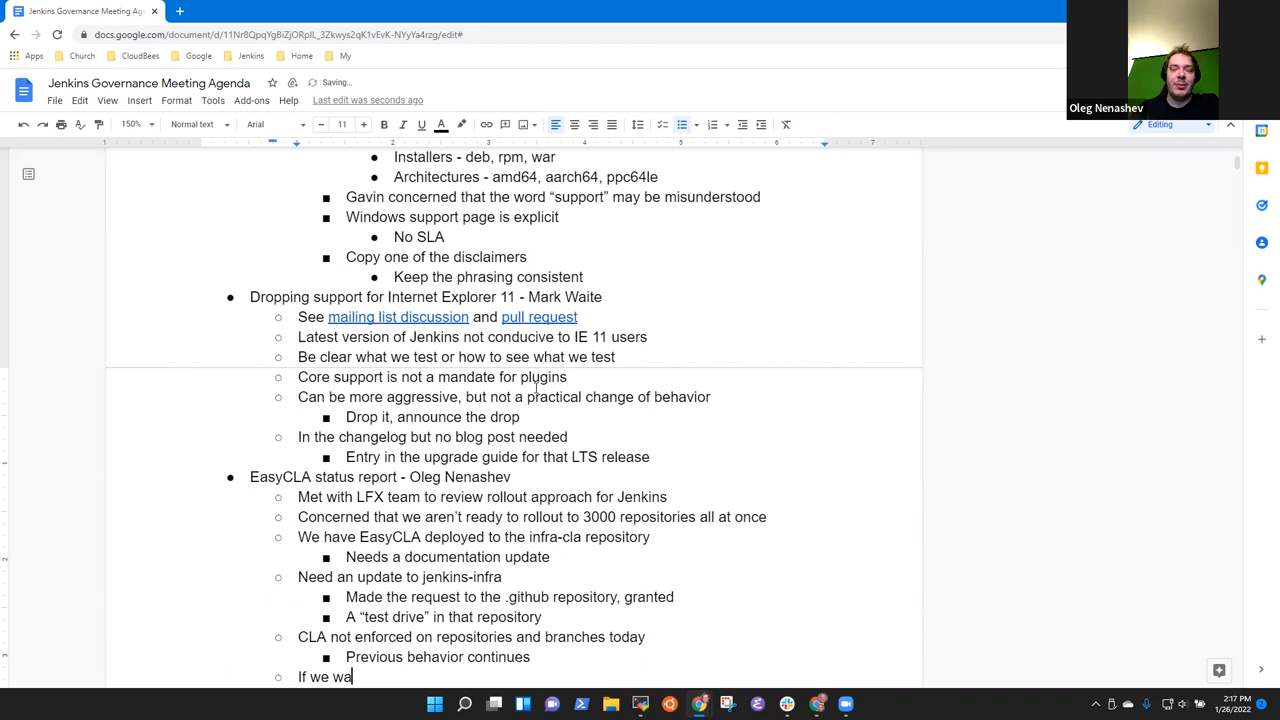 Jenkins Governance Meeting Ag
docs.google.com/document/d/11Nr8QpqYgBiZjORpIL_3Zkwys2qK1vEvK-NYyYa4rzg/edit#
Apps Church CloudBees Google Jenkins Home My
Jenkins Governance Meeting Agenda Saving...
File Edit View Insert Format Tools Add-ons Help Last edit was seconds ago
Oleg Nenashev
150% Normal text Arial 11 Editing
1 2 3 4 5 6 7
Installers - deb, rpm, war
Architectures - amd64, aarch64, ppc64le
Gavin concerned that the word “support” may be misunderstood
Windows support page is explicit
No SLA
Copy one of the disclaimers
Keep the phrasing consistent
Dropping support for Internet Explorer 11 - Mark Waite
See mailing list discussion and pull request
Latest version of Jenkins not conducive to IE 11 users
Be clear what we test or how to see what we test
Core support is not a mandate for plugins
Can be more aggressive, but not a practical change of behavior
Drop it, announce the drop
In the changelog but no blog post needed
Entry in the upgrade guide for that LTS release
EasyCLA status report - Oleg Nenashev
Met with LFX team to review rollout approach for Jenkins
Concerned that we aren’t ready to rollout to 3000 repositories all at once
We have EasyCLA deployed to the infra-cla repository
Needs a documentation update
Need an update to jenkins-infra
Made the request to the .github repository, granted
A “test drive” in that repository
CLA not enforced on repositories and branches today
Previous behavior continues
If we wa
2:17 PM
1/26/2022